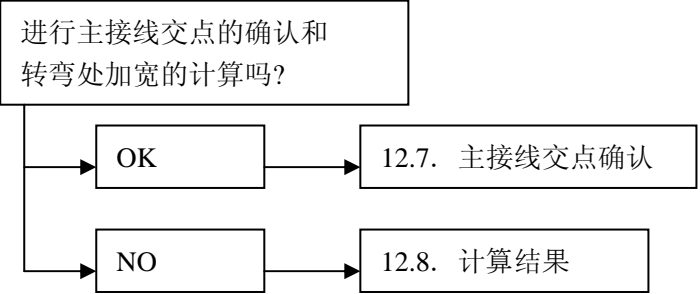 进行主接线交点的确认和
转弯处加宽的计算吗?
OK
12.7. 主接线交点确认
NO
12.8. 计算结果